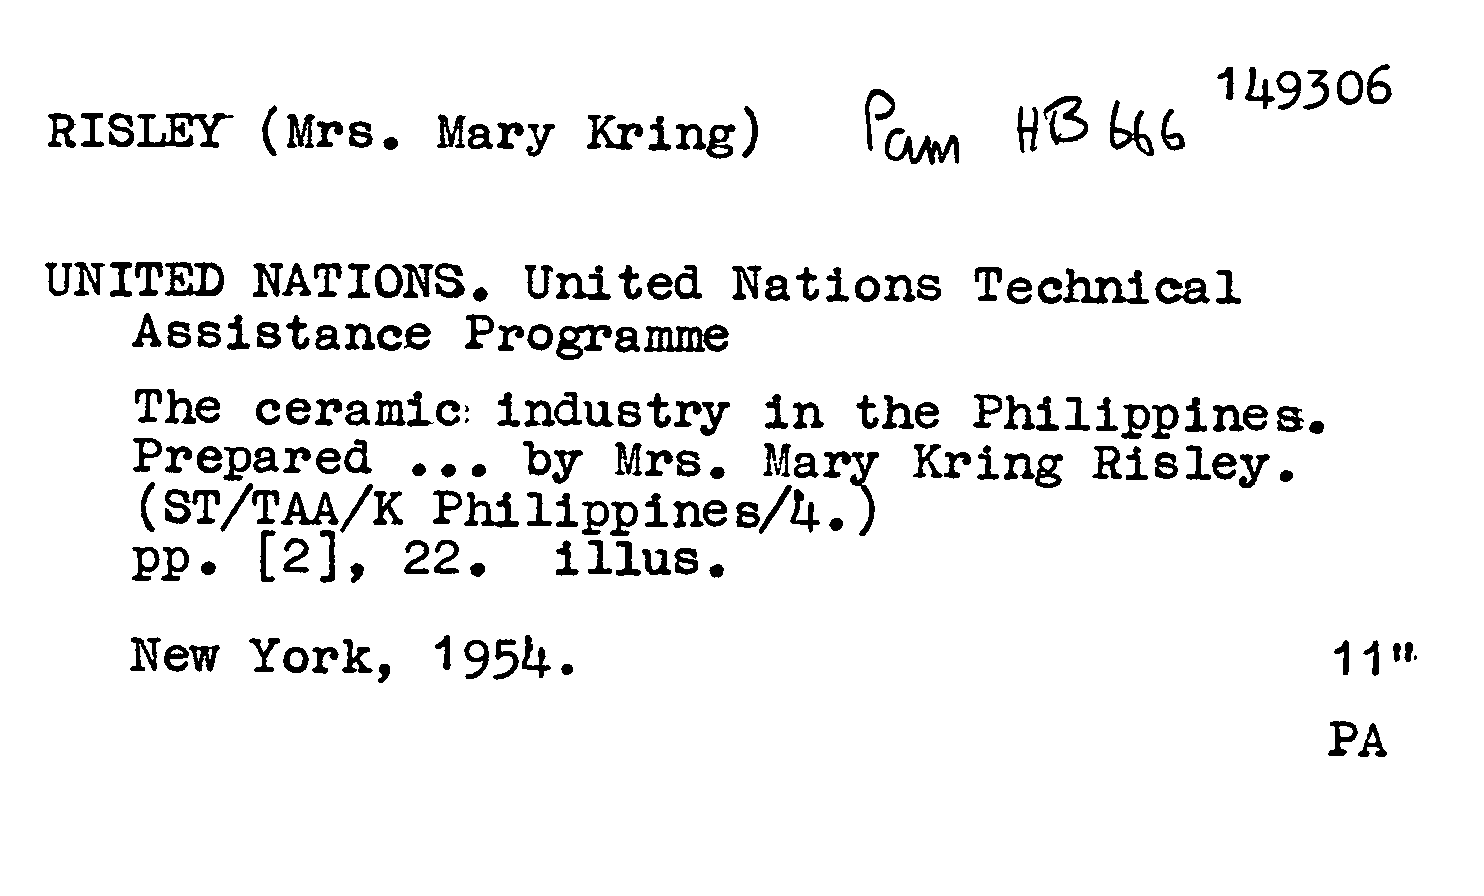 149306
RISLEY (Mrs. Mary Kring) Pam HB 666
UNITED NATIONS. United Nations Technical
Assistance Programme
The ceramic industry in the Philippines.
Prepared ... by Mrs. Mary Kring Risley.
(ST/TAA/K Philippines/4.)
pp. [2], 22. illus.
New York, 1954. 11"
PA